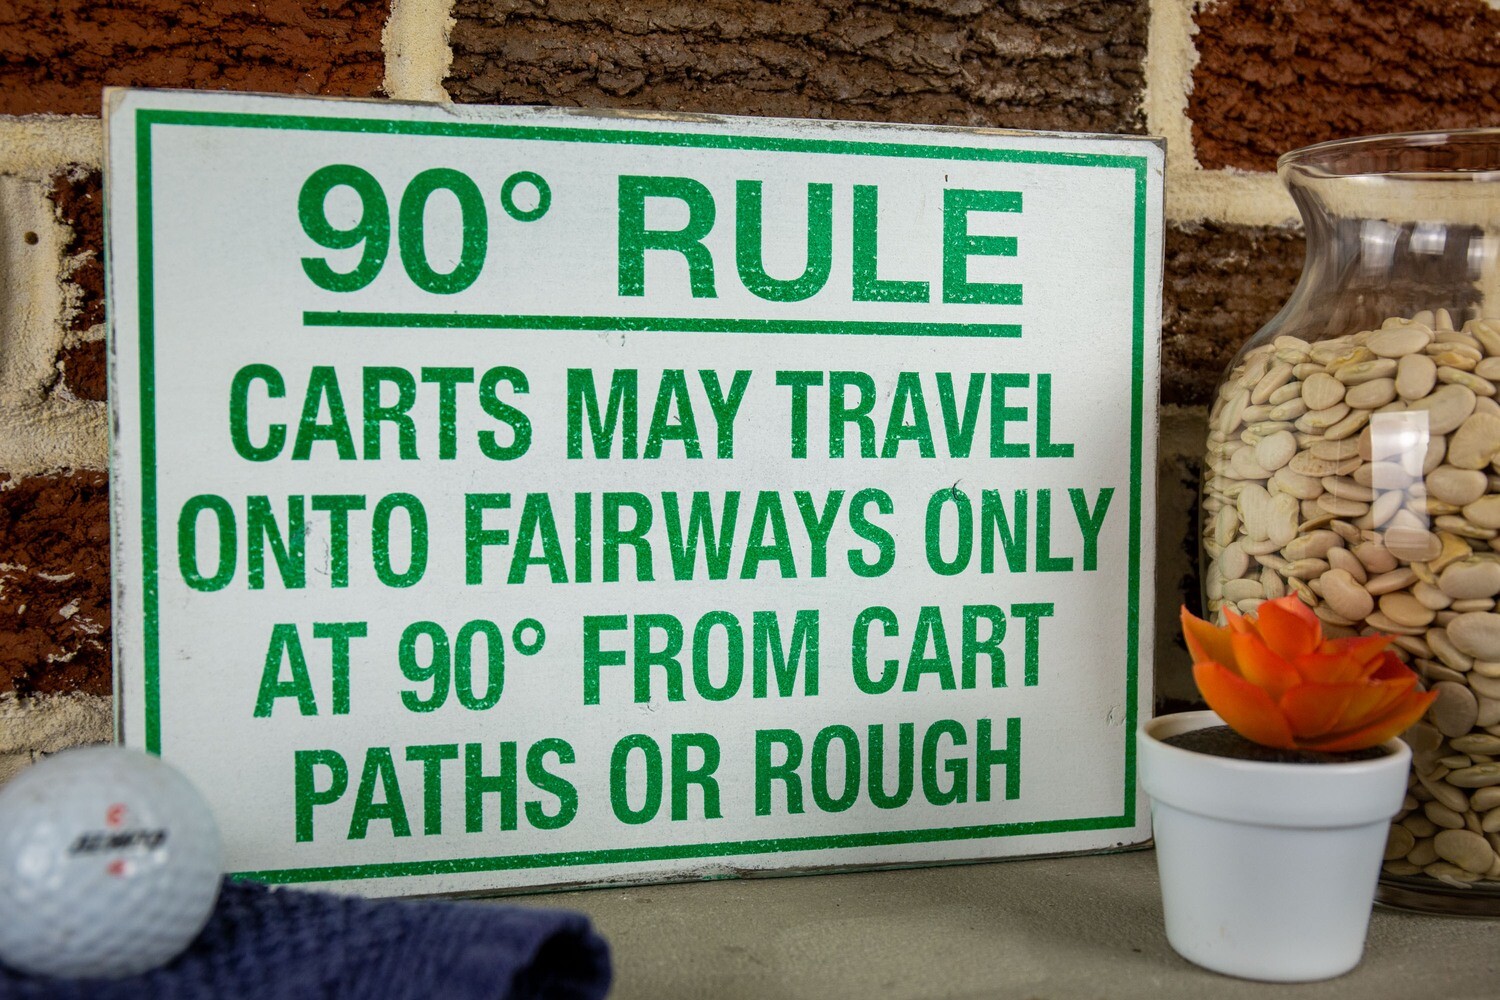 90° RULE
CARTS MAY TRAVEL
ONTO FAIRWAYS ONLY
AT 90° FROM CART
PATHS OR ROUGH